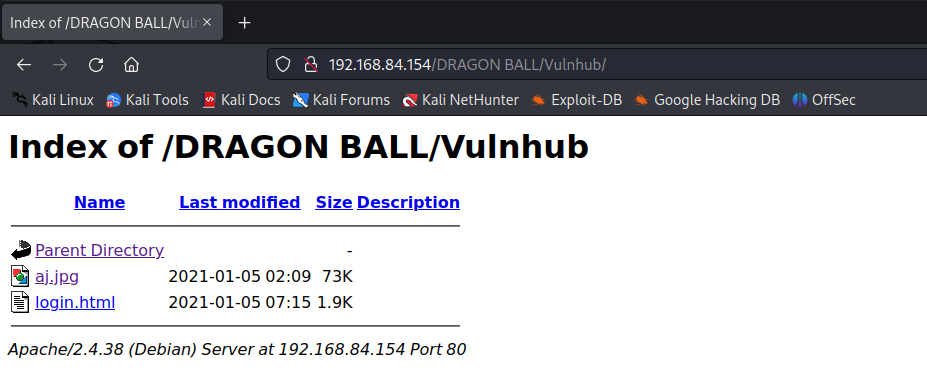 Index of /DRAGON BALL/Vuln
192.168.84.154/DRAGON BALL/Vulnhub/
Kali Linux Kali Tools Kali Docs Kali Forums Kali NetHunter Exploit-DB Google Hacking DB OffSec
Index of /DRAGON BALL/Vulnhub
Name Last modified Size Description
Parent Directory -
aj.jpg 2021-01-05 02:09 73K
login.html 2021-01-05 07:15 1.9K
Apache/2.4.38 (Debian) Server at 192.168.84.154 Port 80